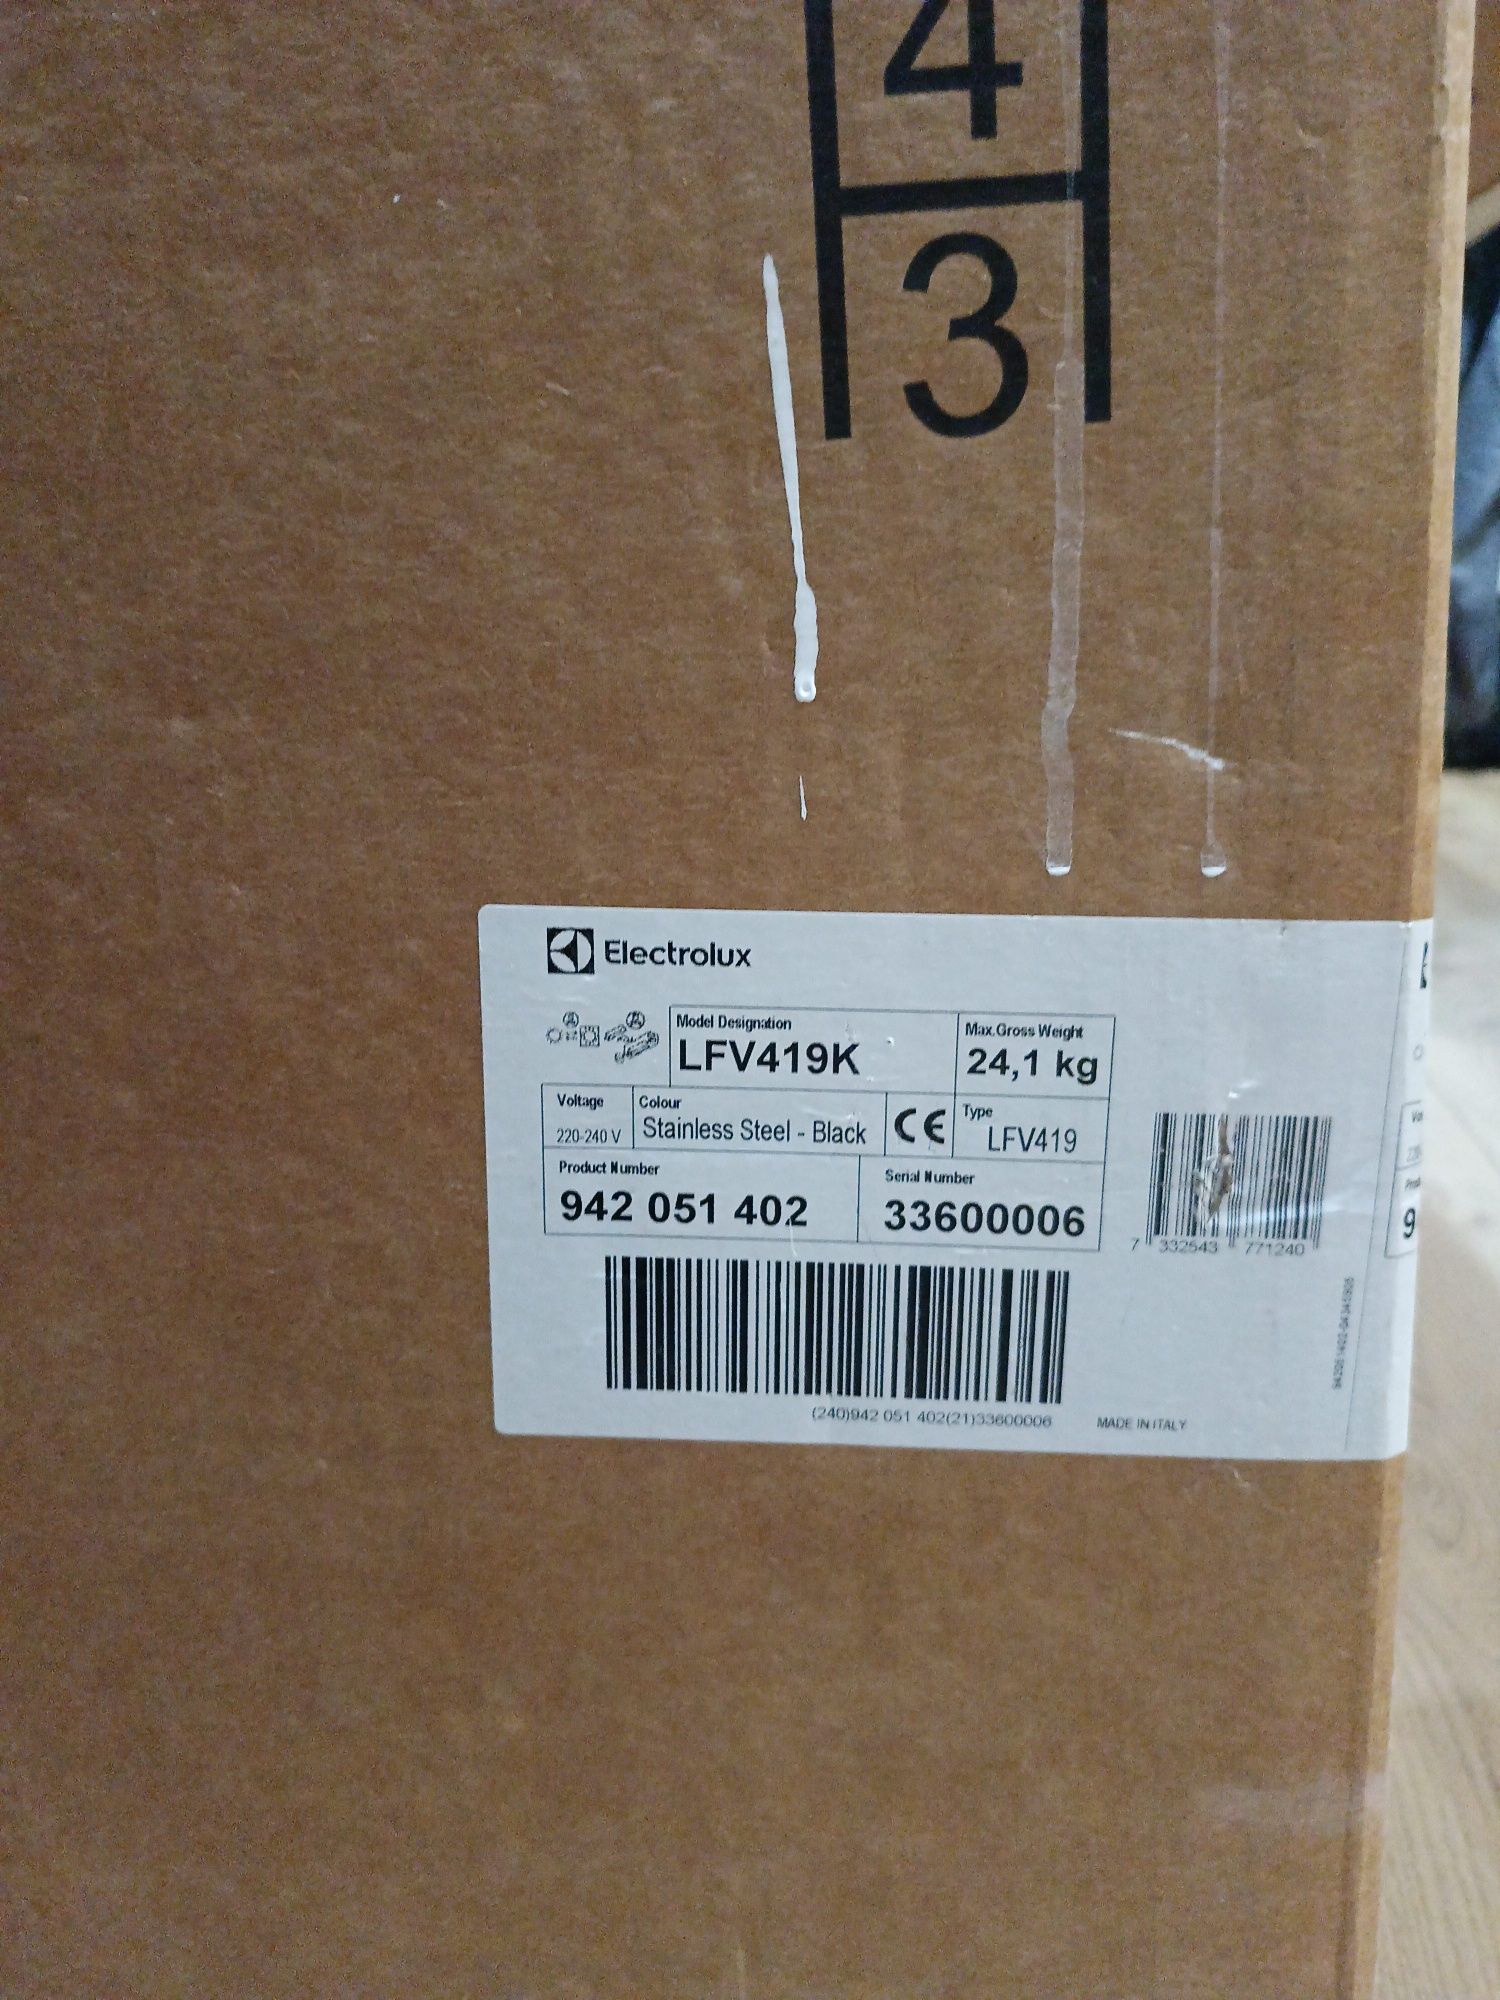 4
3
Electrolux
Model Designation
LFV419K
Max.Gross Weight
24,1 kg
Voltage
220-240 V
Colour
Stainless Steel - Black
CE
Type
LFV419
Product Number
942 051 402
Serial Number
33600006
7 332543 771240
(240)942 051 402(21)33600006
MADE IN ITALY
9